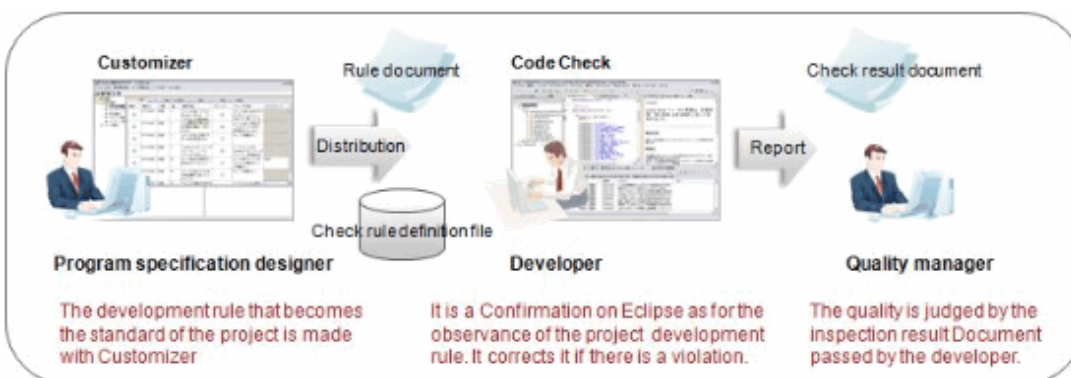 Customizer
Rule document
Code Check
Check result document
Distribution
Report
Check rule definition file
Program specification designer
Developer
Quality manager
The development rule that becomes
the standard of the project is made
with Customizer
It is a Confirmation on Eclipse as for the
observance of the project development
rule. It corrects it if there is a violation.
The quality is judged by the
inspection result Document
passed by the developer.